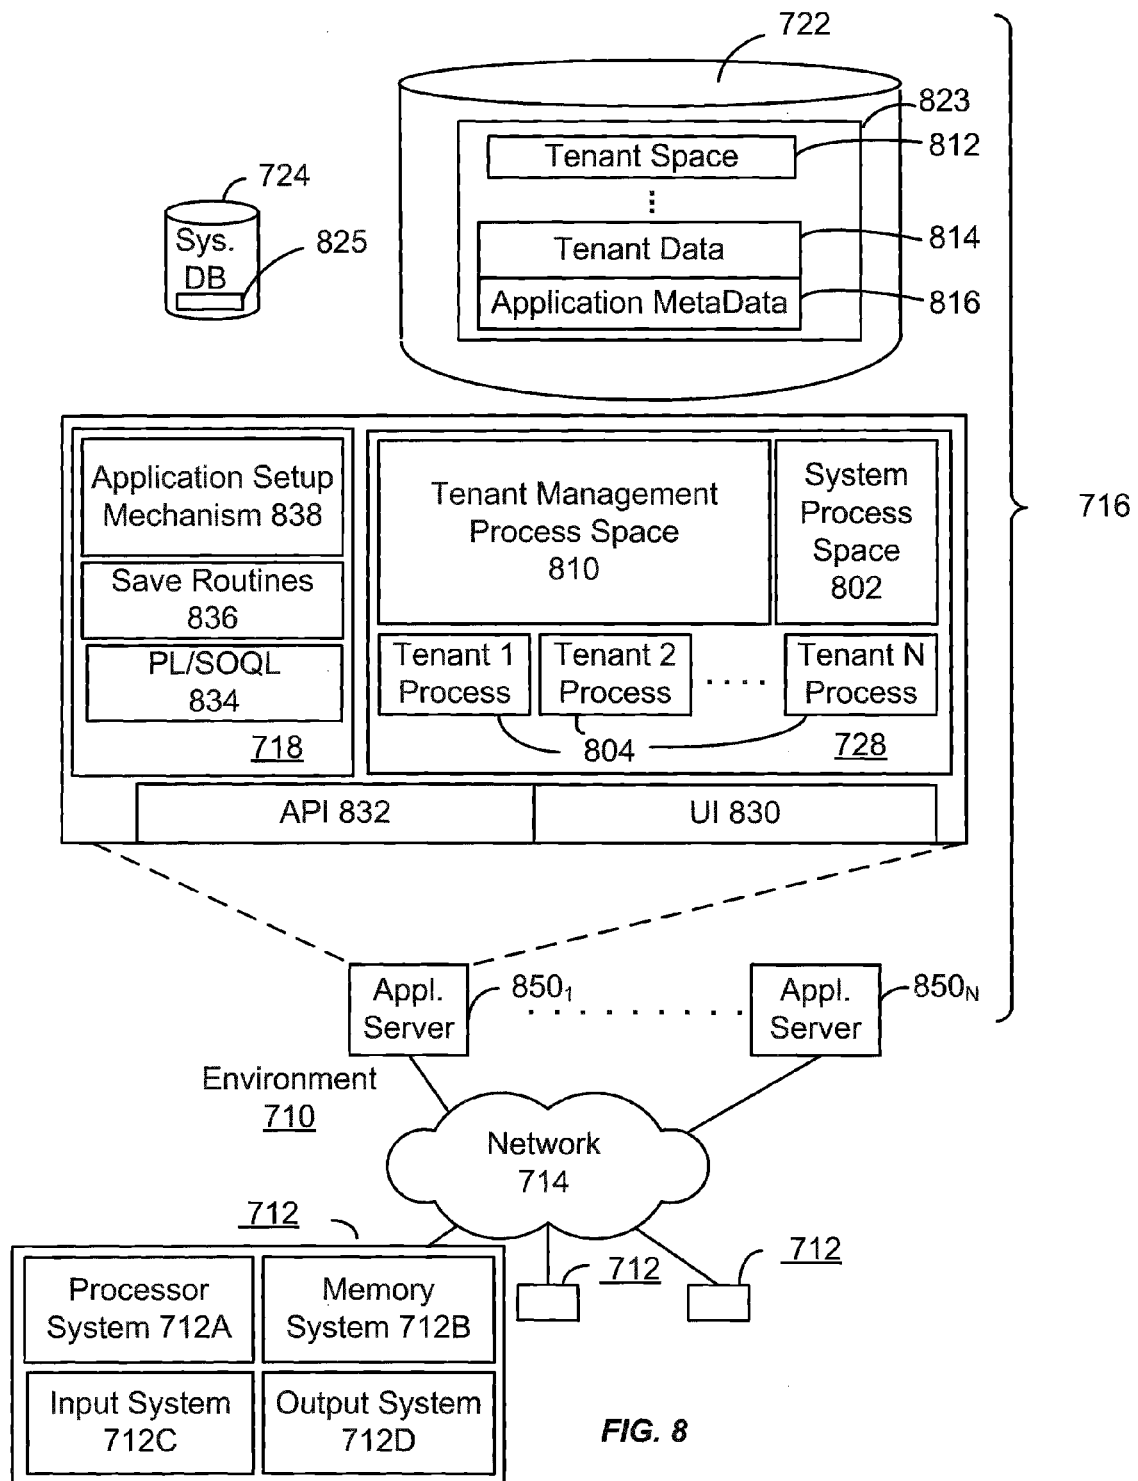 722
823
Tenant Space
812
724
Sys.
DB
825
Tenant Data
814
Application MetaData
816
Application Setup
Mechanism 838
Tenant Management
Process Space
810
System
Process
Space
802
716
Save Routines
836
PL/SOQL
834
718
Tenant 1
Process
Tenant 2
Process
Tenant N
Process
804
728
API 832
UI 830
Appl.
Server
850₁
Appl.
Server
850N
Environment
710
Network
714
712
712
712
Processor
System 712A
Memory
System 712B
Input System
712C
Output System
712D
FIG. 8